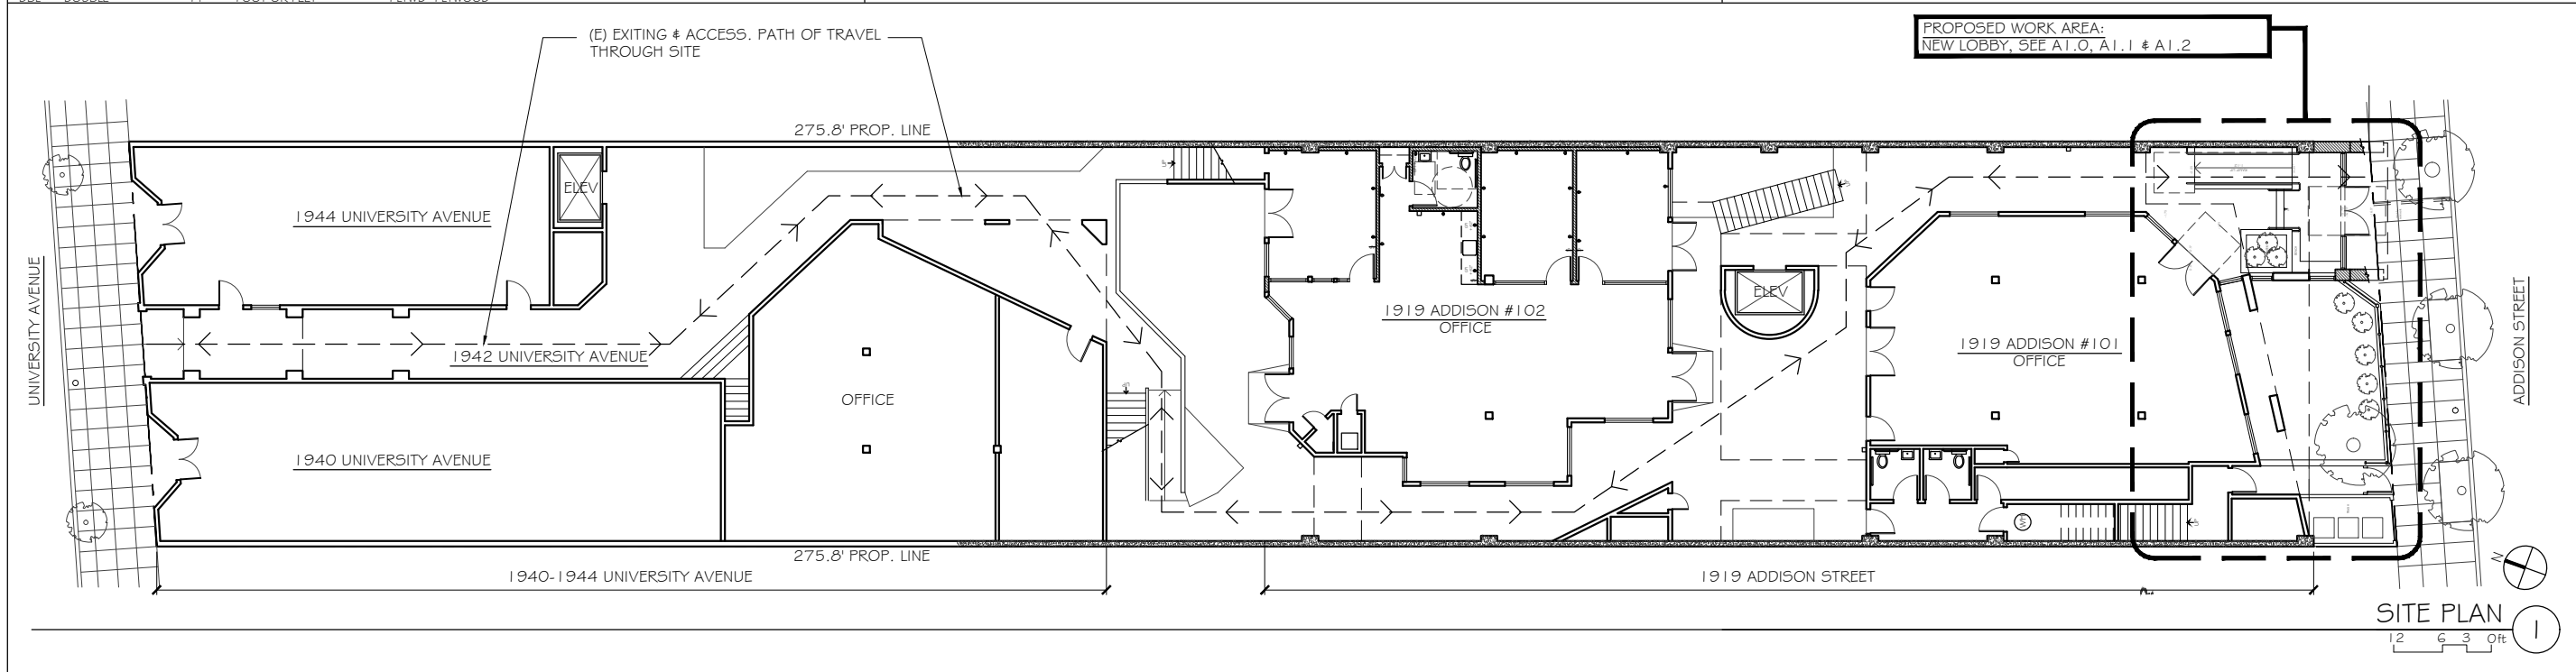 PROPOSED WORK AREA:
NEW LOBBY, SEE A1.0, A1.1 & A1.2
(E) EXITING & ACCESS. PATH OF TRAVEL
THROUGH SITE
275.8' PROP. LINE
ELEV
1944 UNIVERSITY AVENUE
UNIVERSITY AVENUE
1942 UNIVERSITY AVENUE
OFFICE
1940 UNIVERSITY AVENUE
1919 ADDISON #102
OFFICE
ELEV
1919 ADDISON #101
OFFICE
ADDISON STREET
WH
275.8' PROP. LINE
1940-1944 UNIVERSITY AVENUE
1919 ADDISON STREET
N
SITE PLAN
1
12 6 3 0ft